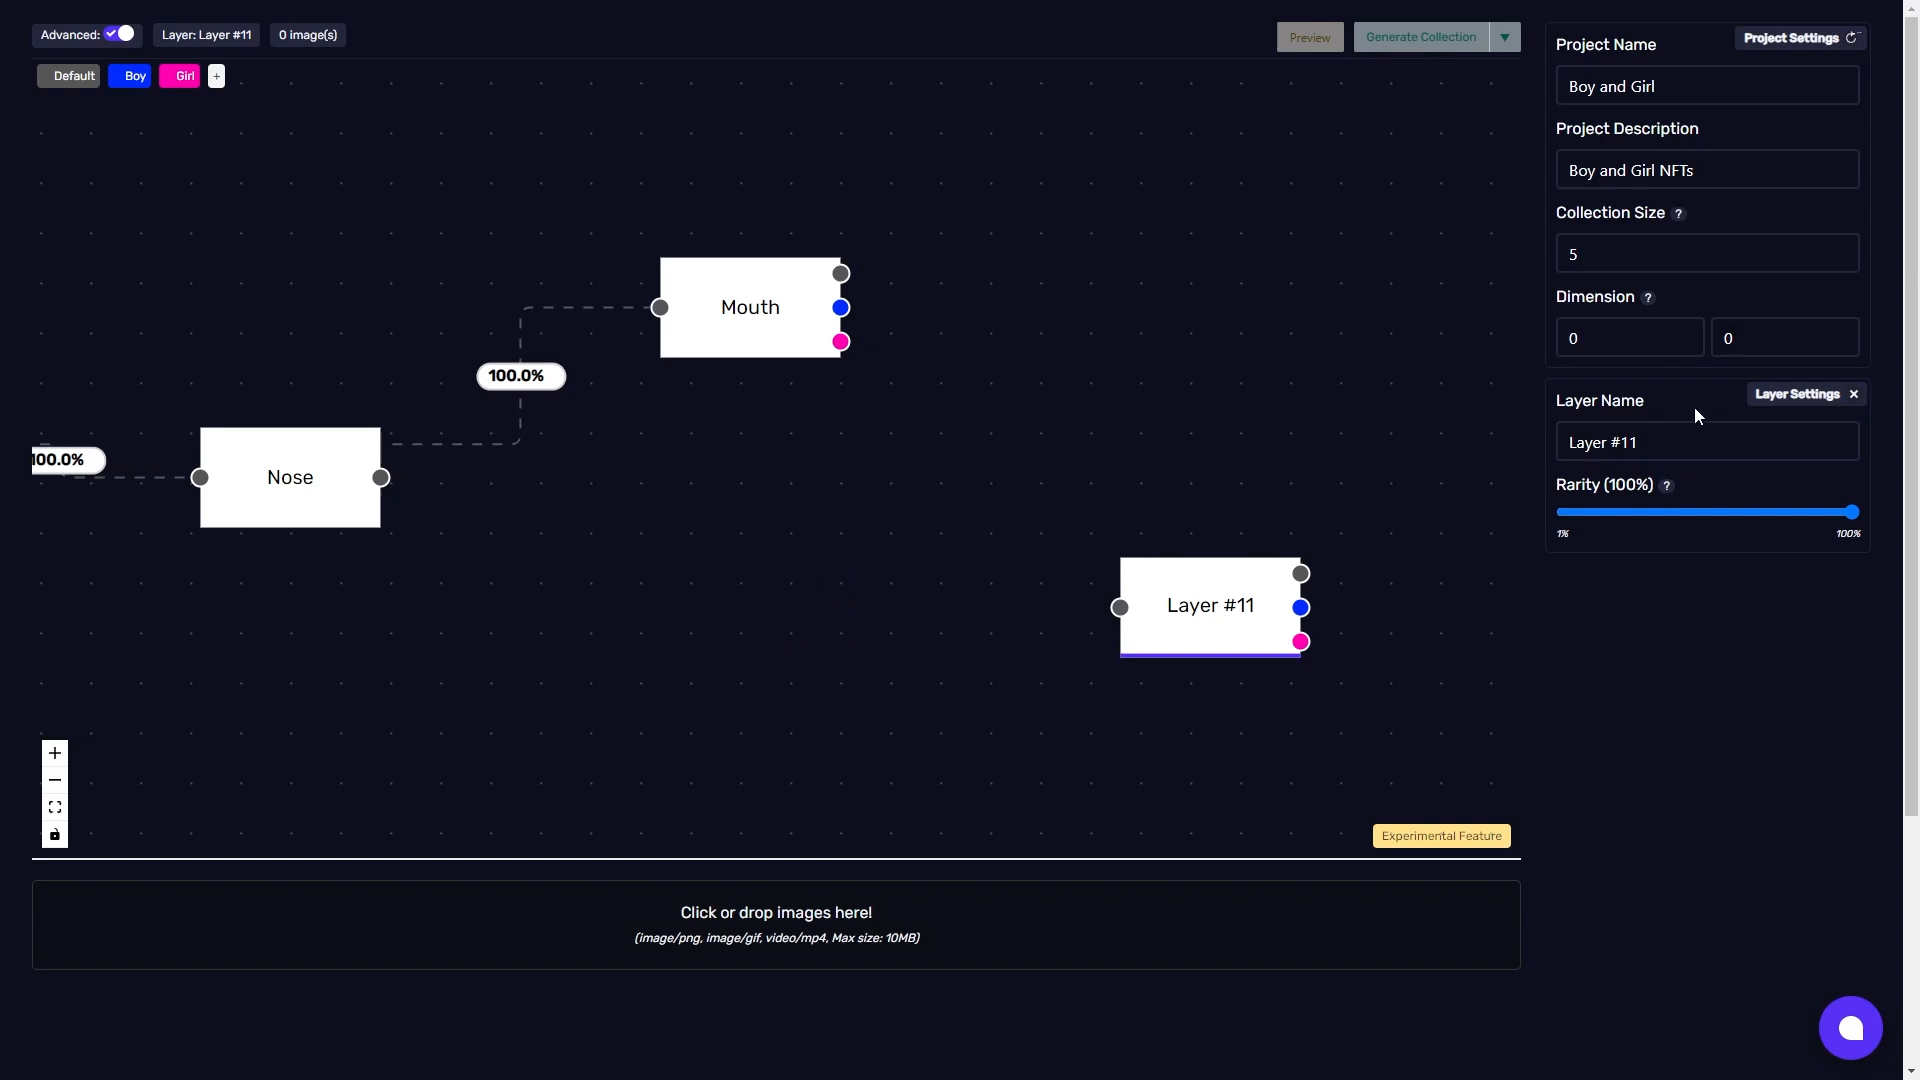 Advanced:
Layer: Layer #11
0 image(s)
Preview
Generate Collection
Default
Boy
Girl
+
Mouth
100.0%
100.0%
Nose
Layer #11
Experimental Feature
Click or drop images here!
(image/png, image/gif, video/mp4, Max size: 10MB)
Project Name
Project Settings
Boy and Girl
Project Description
Boy and Girl NFTs
Collection Size ?
5
Dimension ?
0
0
Layer Name
Layer Settings
Layer #11
Rarity (100%) ?
1%
100%